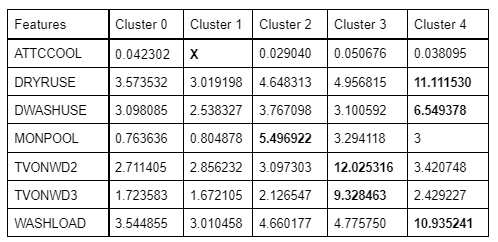 Features Cluster 0 Cluster 1 Cluster 2 Cluster 3 Cluster 4
ATTCCOOL 0.042302 X 0.029040 0.050676 0.038095
DRYRUSE 3.573532 3.019198 4.648313 4.956815 11.111530
DWASHUSE 3.098085 2.538327 3.767098 3.100592 6.549378
MONPOOL 0.763636 0.804878 5.496922 3.294118 3
TVONWD2 2.711405 2.856232 3.097303 12.025316 3.420748
TVONWD3 1.723583 1.672105 2.126547 9.328463 2.429227
WASHLOAD 3.544855 3.010458 4.660177 4.775750 10.935241